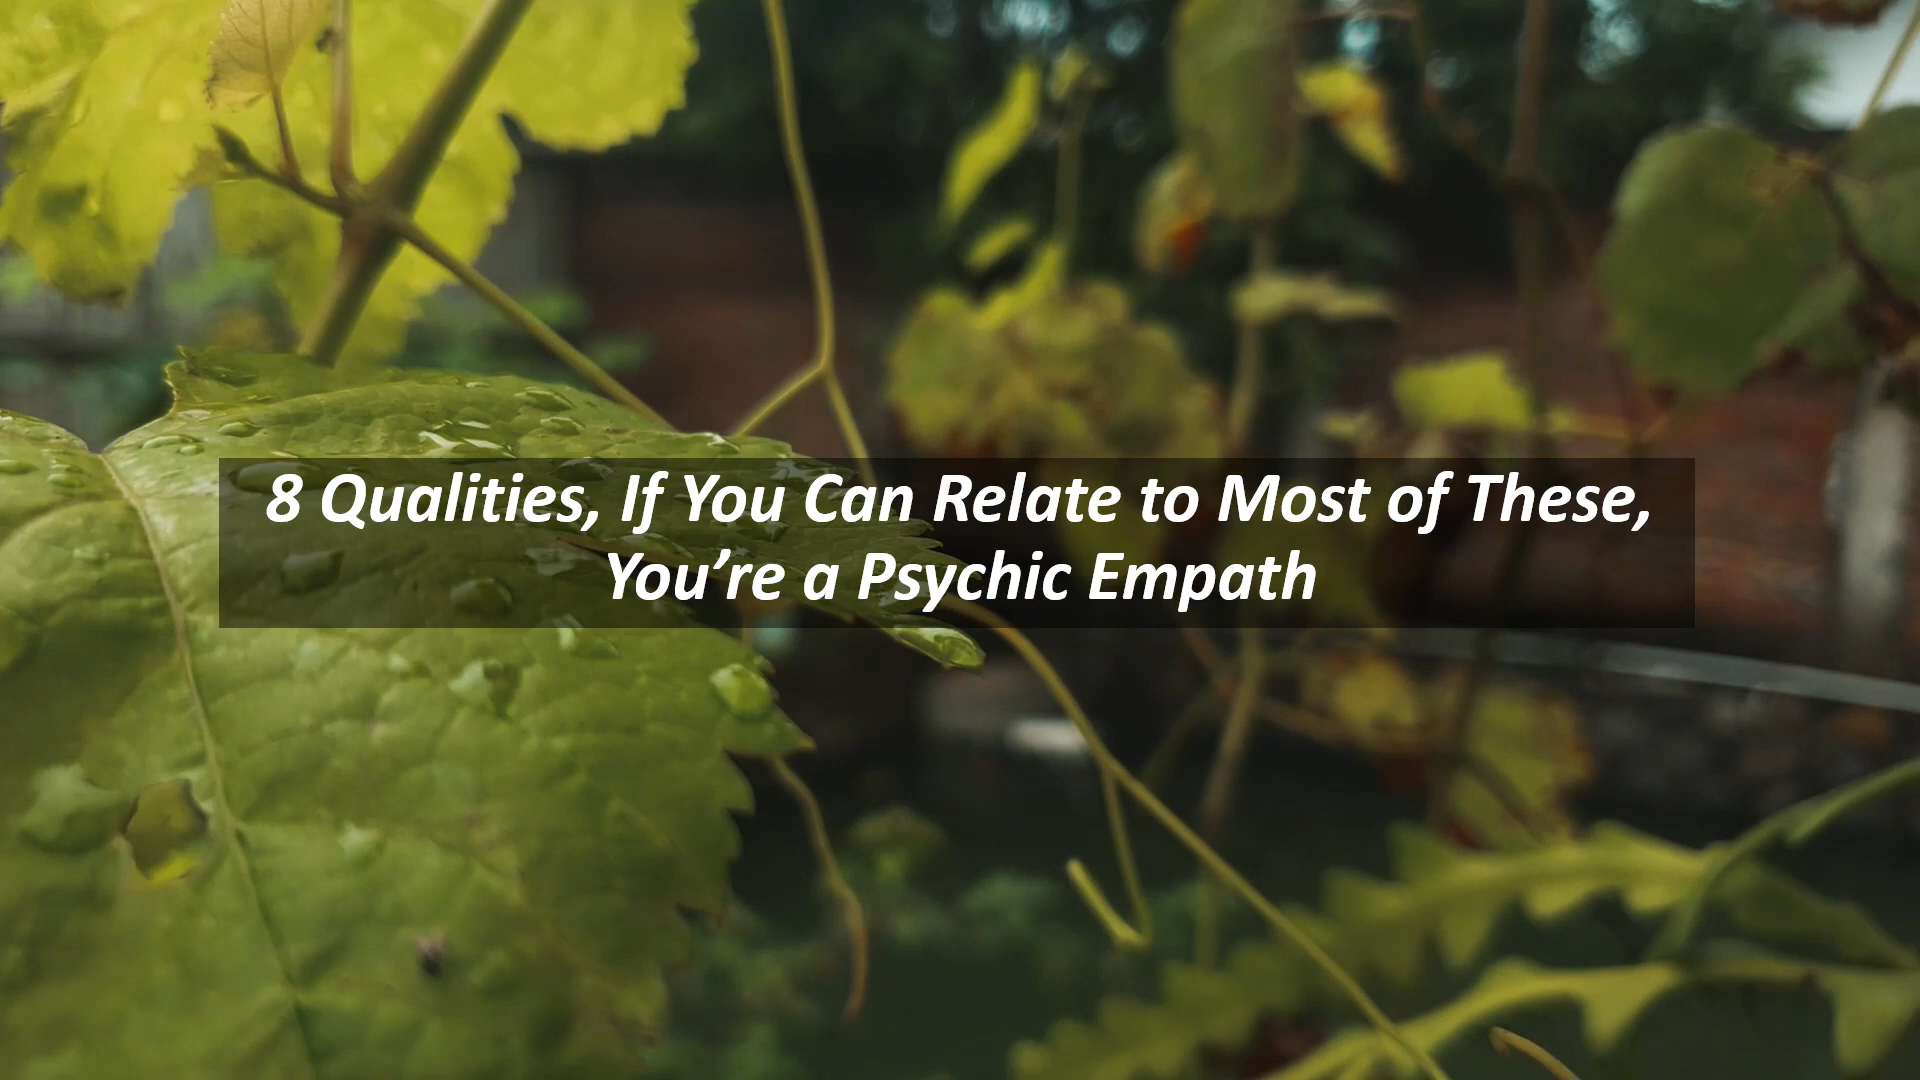 8 Qualities, If You Can Relate to Most of These,
You’re a Psychic Empath